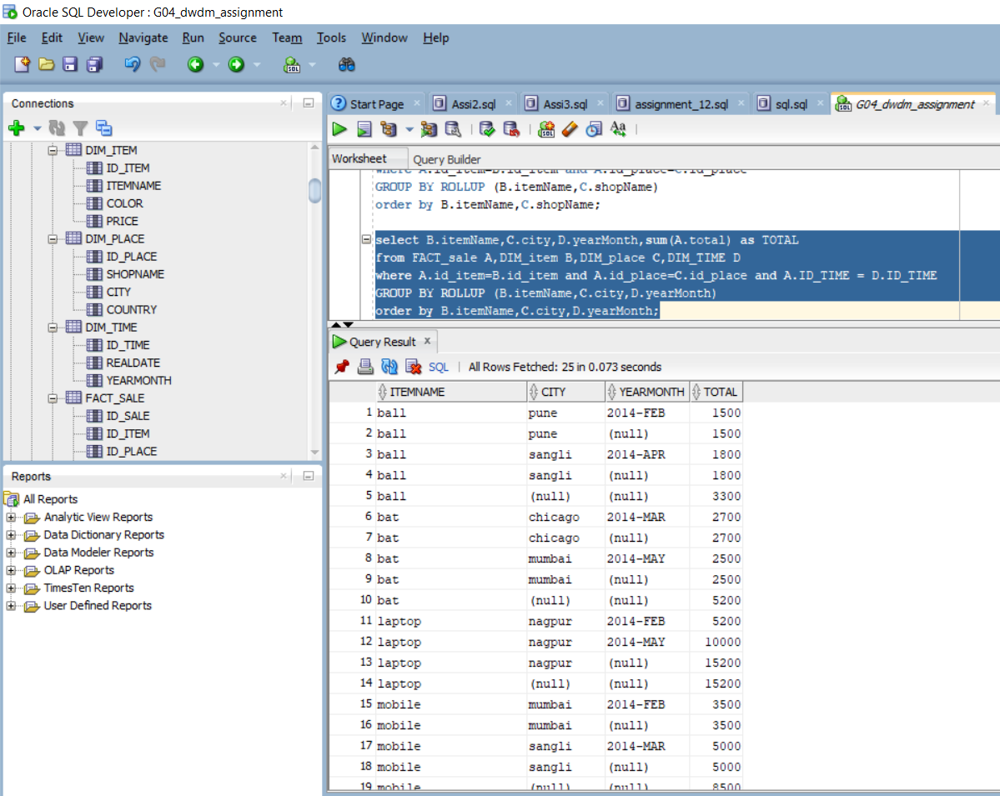 Oracle SQL Developer : G04_dwdm_assignment
File Edit View Navigate Run Source Team Tools Window Help
Connections
DIM_ITEM
ID_ITEM
ITEMNAME
COLOR
PRICE
DIM_PLACE
ID_PLACE
SHOPNAME
CITY
COUNTRY
DIM_TIME
ID_TIME
REALDATE
YEARMONTH
FACT_SALE
ID_SALE
ID_ITEM
ID_PLACE
Reports
All Reports
Analytic View Reports
Data Dictionary Reports
Data Modeler Reports
OLAP Reports
TimesTen Reports
User Defined Reports
Start Page Assi2.sql Assi3.sql assignment_12.sql sql.sql G04_dwdm_assignment
Worksheet Query Builder
where A.id_item=B.id_item and A.id_place=C.id_place
GROUP BY ROLLUP (B.itemName,C.shopName)
order by B.itemName,C.shopName;
select B.itemName,C.city,D.yearMonth,sum(A.total) as TOTAL
from FACT_sale A,DIM_item B,DIM_place C,DIM_TIME D
where A.id_item=B.id_item and A.id_place=C.id_place and A.ID_TIME = D.ID_TIME
GROUP BY ROLLUP (B.itemName,C.city,D.yearMonth)
order by B.itemName,C.city,D.yearMonth;
Query Result
SQL | All Rows Fetched: 25 in 0.073 seconds
ITEMNAME CITY YEARMONTH TOTAL
1 ball pune 2014-FEB 1500
2 ball pune (null) 1500
3 ball sangli 2014-APR 1800
4 ball sangli (null) 1800
5 ball (null) (null) 3300
6 bat chicago 2014-MAR 2700
7 bat chicago (null) 2700
8 bat mumbai 2014-MAY 2500
9 bat mumbai (null) 2500
10 bat (null) (null) 5200
11 laptop nagpur 2014-FEB 5200
12 laptop nagpur 2014-MAY 10000
13 laptop nagpur (null) 15200
14 laptop (null) (null) 15200
15 mobile mumbai 2014-FEB 3500
16 mobile mumbai (null) 3500
17 mobile sangli 2014-MAR 5000
18 mobile sangli (null) 5000
19 mobile (null) (null) 8500